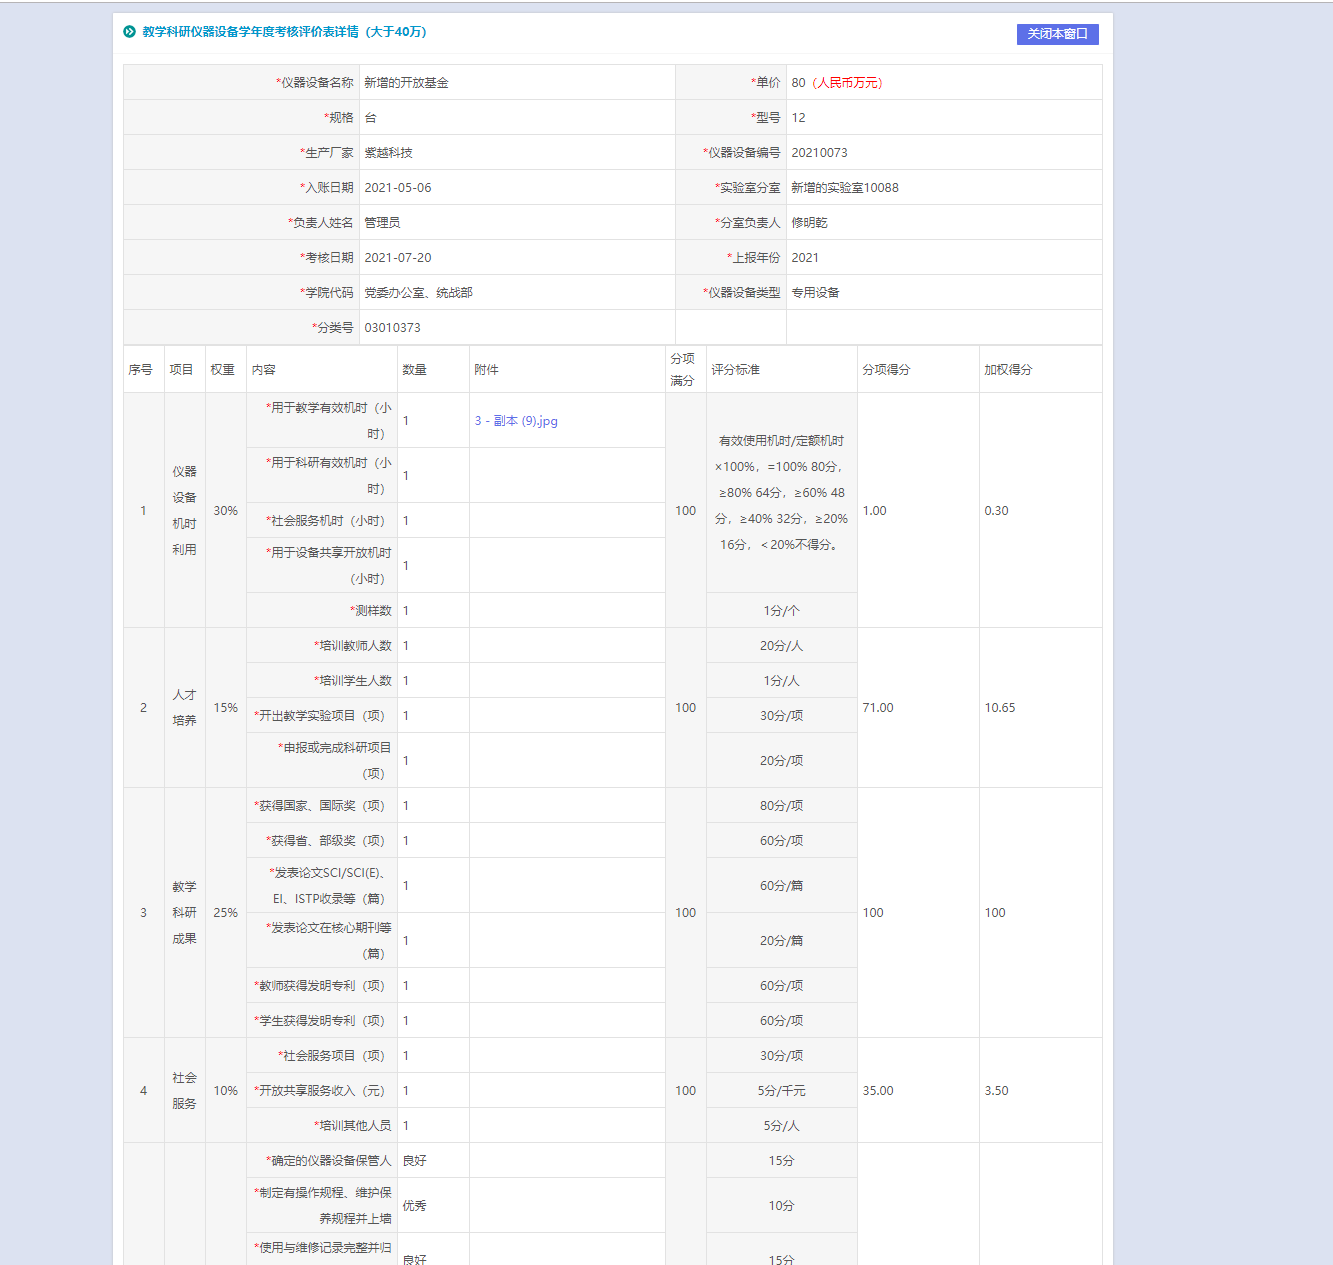 教学科研仪器设备学年度考核评价表详情（大于40万）
关闭本窗口
*仪器设备名称 新增的开放基金 *单价 80（人民币万元）
*规格 台 *型号 12
*生产厂家 紫越科技 *仪器设备编号 20210073
*入账日期 2021-05-06 *实验室分室 新增的实验室10088
*负责人姓名 管理员 *分室负责人 修明乾
*考核日期 2021-07-20 *上报年份 2021
*学院代码 党委办公室、统战部 *仪器设备类型 专用设备
*分类号 03010373
序号 项目 权重 内容 数量 附件 分项
满分 评分标准 分项得分 加权得分
1 仪器
设备
机时
利用 30% *用于教学有效机时（小
时） 1 3 - 副本 (9).jpg
*用于科研有效机时（小
时） 1
*社会服务机时（小时） 1
*用于设备共享开放机时
（小时） 1
*测样数 1
100
有效使用机时/定额机时
×100%，=100% 80分，
≥80% 64分，≥60% 48
分，≥40% 32分，≥20%
16分，＜20%不得分。
1分/个
1.00 0.30
2 人才
培养 15% *培训教师人数 1 20分/人
*培训学生人数 1 1分/人
*开出教学实验项目（项） 1 30分/项
*申报或完成科研项目
（项） 1 20分/项
100 71.00 10.65
3 教学
科研
成果 25% *获得国家、国际奖（项） 1 80分/项
*获得省、部级奖（项） 1 60分/项
*发表论文SCI/SCI(E)、
EI、ISTP收录等（篇） 1 60分/篇
*发表论文在核心期刊等
（篇） 1 20分/篇
*教师获得发明专利（项） 1 60分/项
*学生获得发明专利（项） 1 60分/项
100 100 100
4 社会
服务 10% *社会服务项目（项） 1 30分/项
*开放共享服务收入（元） 1 5分/千元
*培训其他人员 1 5分/人
100 35.00 3.50
*确定的仪器设备保管人 良好 15分
*制定有操作规程、维护保
养规程并上墙 优秀 10分
*使用与维修记录完整并归
良好 15分